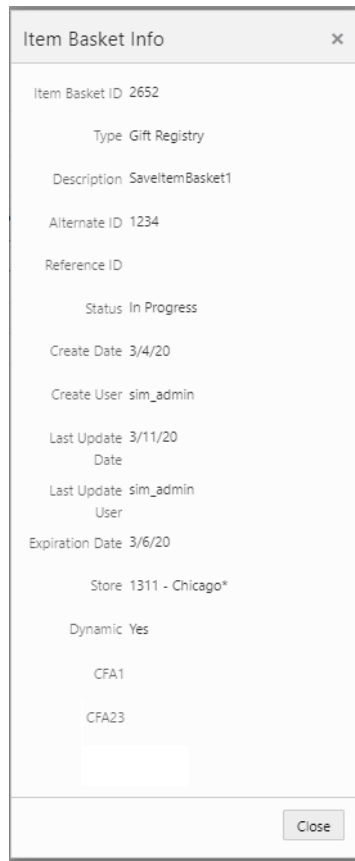 Item Basket Info ×
Item Basket ID 2652
Type Gift Registry
Description SaveItemBasket1
Alternate ID 1234
Reference ID
Status In Progress
Create Date 3/4/20
Create User sim_admin
Last Update 3/11/20
Date
Last Update sim_admin
User
Expiration Date 3/6/20
Store 1311 - Chicago*
Dynamic Yes
CFA1
CFA23
Close